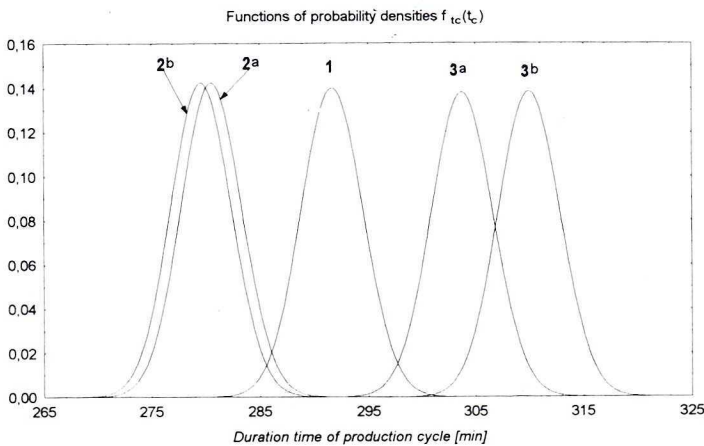 Functions of probability densities f tc(tc)
0,16
0,14
0,12
0,10
0,08
0,06
0,04
0,02
0,00
2b
2a
1
3a
3b
265
275
285
295
305
315
325
Duration time of production cycle [min]